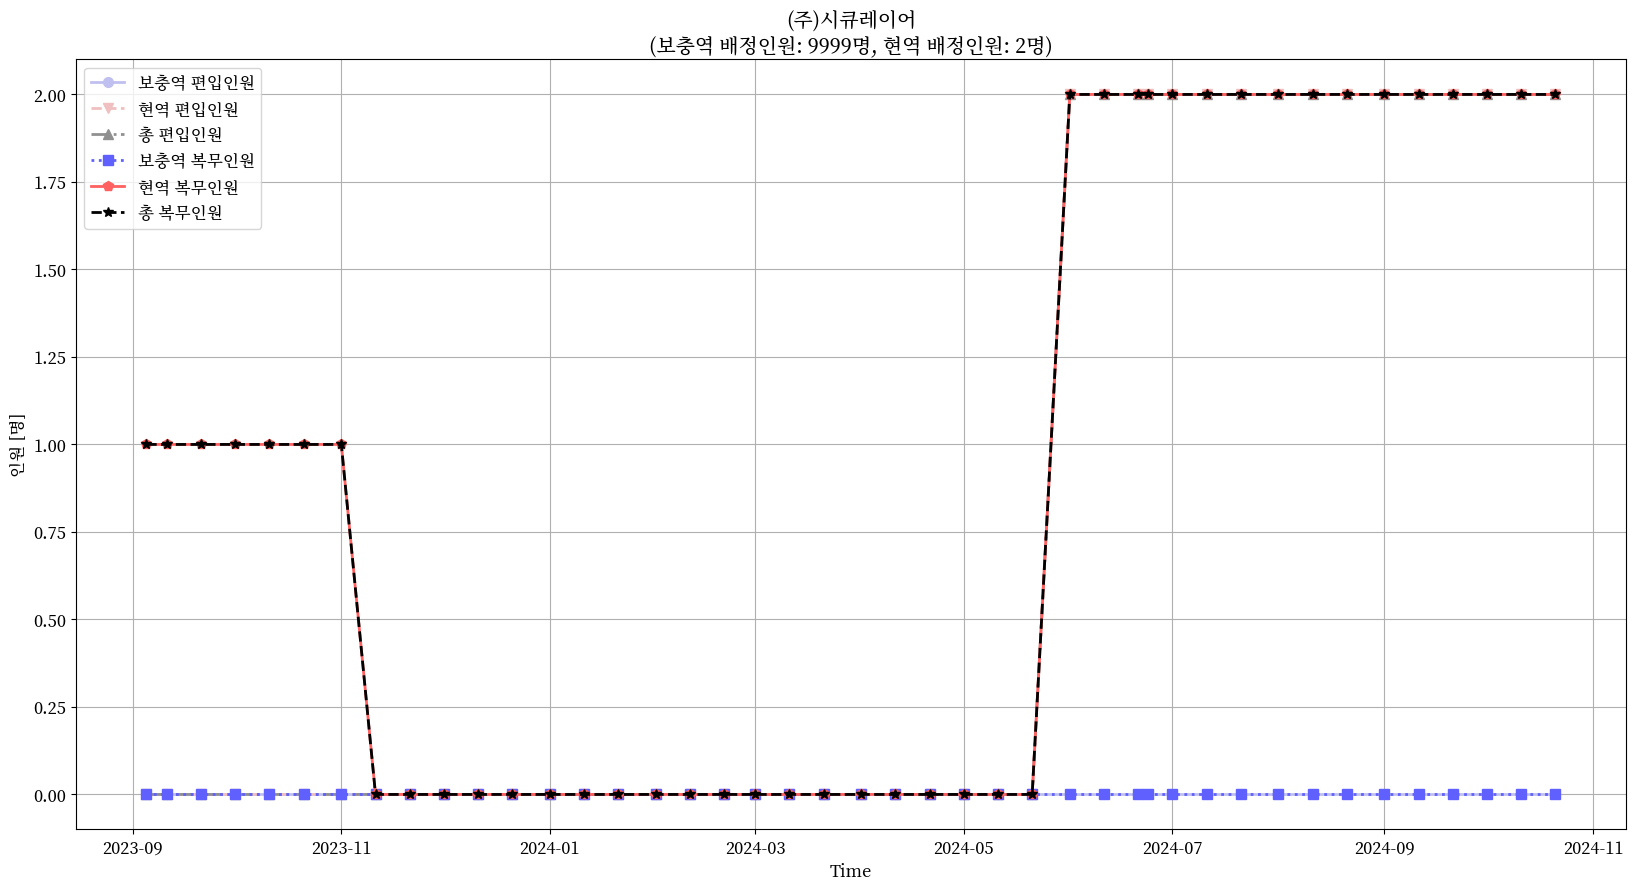 (주)시큐레이어
(보충역 배정인원: 9999명, 현역 배정인원: 2명)
보충역 편입인원
현역 편입인원
총 편입인원
보충역 복무인원
현역 복무인원
총 복무인원
2.00
1.75
1.50
1.25
1.00
0.75
0.50
0.25
0.00
인원 [명]
2023-09 2023-11 2024-01 2024-03 2024-05 2024-07 2024-09 2024-11
Time